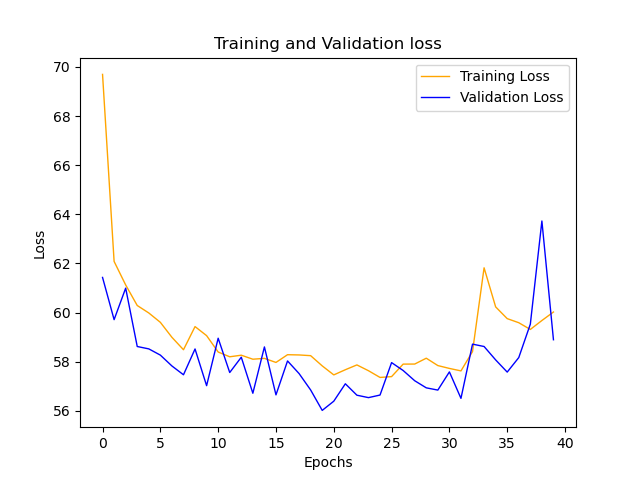 Training and Validation loss
Training Loss
Validation Loss
70
68
66
64
62
60
58
56
Loss
0 5 10 15 20 25 30 35 40
Epochs